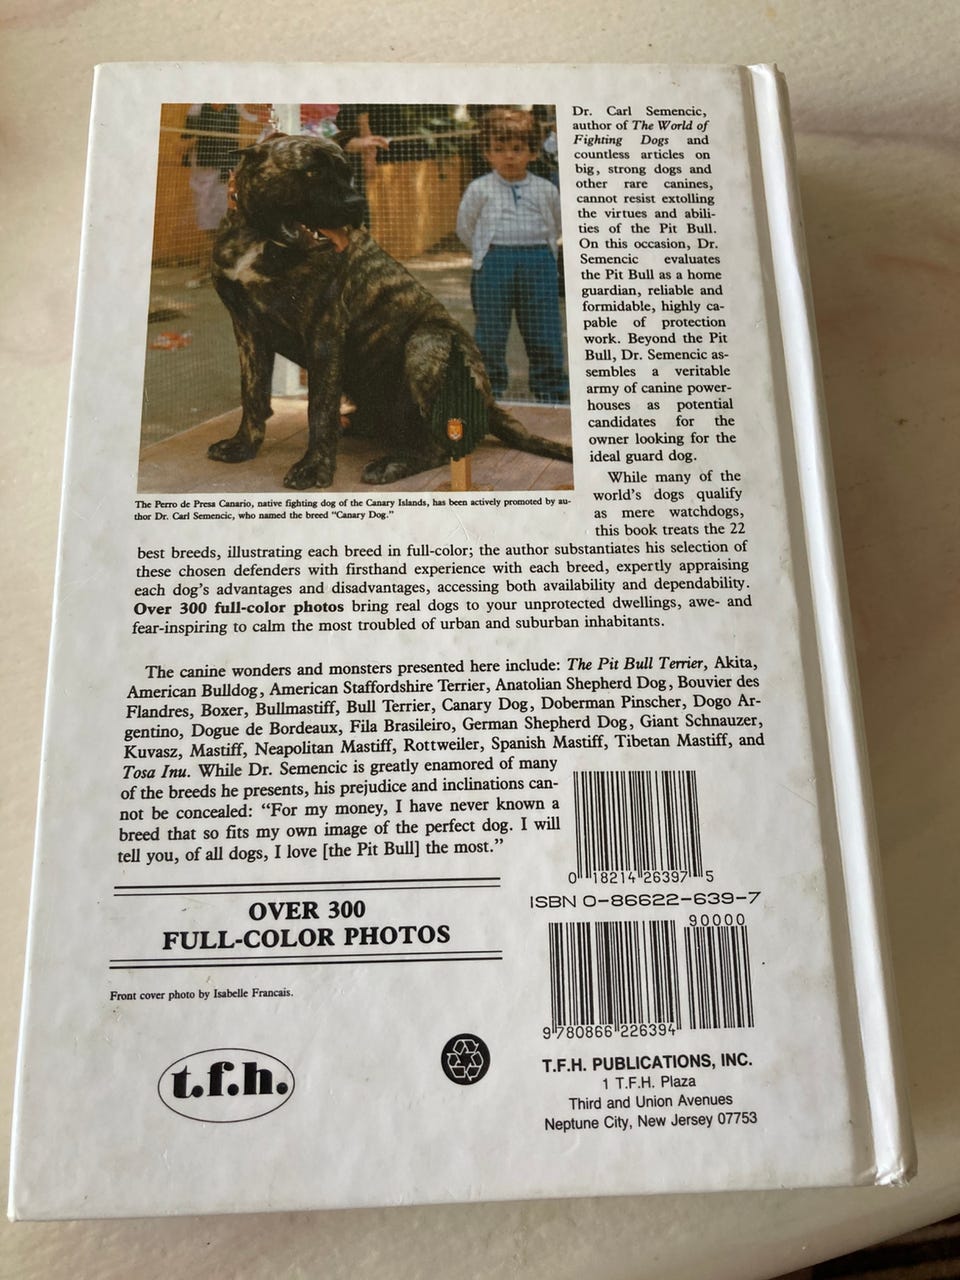 Dr. Carl Semencic,
author of The World of
Fighting Dogs and
countless articles on
big, strong dogs and
other rare canines,
cannot resist extolling
the virtues and abili-
ties of the Pit Bull.
On this occasion, Dr.
Semencic evaluates
the Pit Bull as a home
guardian, reliable and
formidable, highly ca-
pable of protection
work. Beyond the Pit
Bull, Dr. Semencic as-
sembles a veritable
army of canine power-
houses as potential
candidates for the
owner looking for the
ideal guard dog.
While many of the
world's dogs qualify
as mere watchdogs,
this book treats the 22
The Perro de Presa Canario, native fighting dog of the Canary Islands, has been actively promoted by au-
thor Dr. Carl Semencic, who named the breed "Canary Dog."
best breeds, illustrating each breed in full-color; the author substantiates his selection of
these chosen defenders with firsthand experience with each breed, expertly appraising
each dog's advantages and disadvantages, accessing both availability and dependability.
Over 300 full-color photos bring real dogs to your unprotected dwellings, awe- and
fear-inspiring to calm the most troubled of urban and suburban inhabitants.
The canine wonders and monsters presented here include: The Pit Bull Terrier, Akita,
American Bulldog, American Staffordshire Terrier, Anatolian Shepherd Dog, Bouvier des
Flandres, Boxer, Bullmastiff, Bull Terrier, Canary Dog, Doberman Pinscher, Dogo Ar-
gentino, Dogue de Bordeaux, Fila Brasileiro, German Shepherd Dog, Giant Schnauzer,
Kuvasz, Mastiff, Neapolitan Mastiff, Rottweiler, Spanish Mastiff, Tibetan Mastiff, and
Tosa Inu. While Dr. Semencic is greatly enamored of many
of the breeds he presents, his prejudice and inclinations can-
not be concealed: "For my money, I have never known a
breed that so fits my own image of the perfect dog. I will
tell you, of all dogs, I love [the Pit Bull] the most."
OVER 300
FULL-COLOR PHOTOS
Front cover photo by Isabelle Francais.
t.f.h.
0 18214 26397 5
ISBN 0-86622-639-7
90000
9 780866 226394
T.F.H. PUBLICATIONS, INC.
1 T.F.H. Plaza
Third and Union Avenues
Neptune City, New Jersey 07753